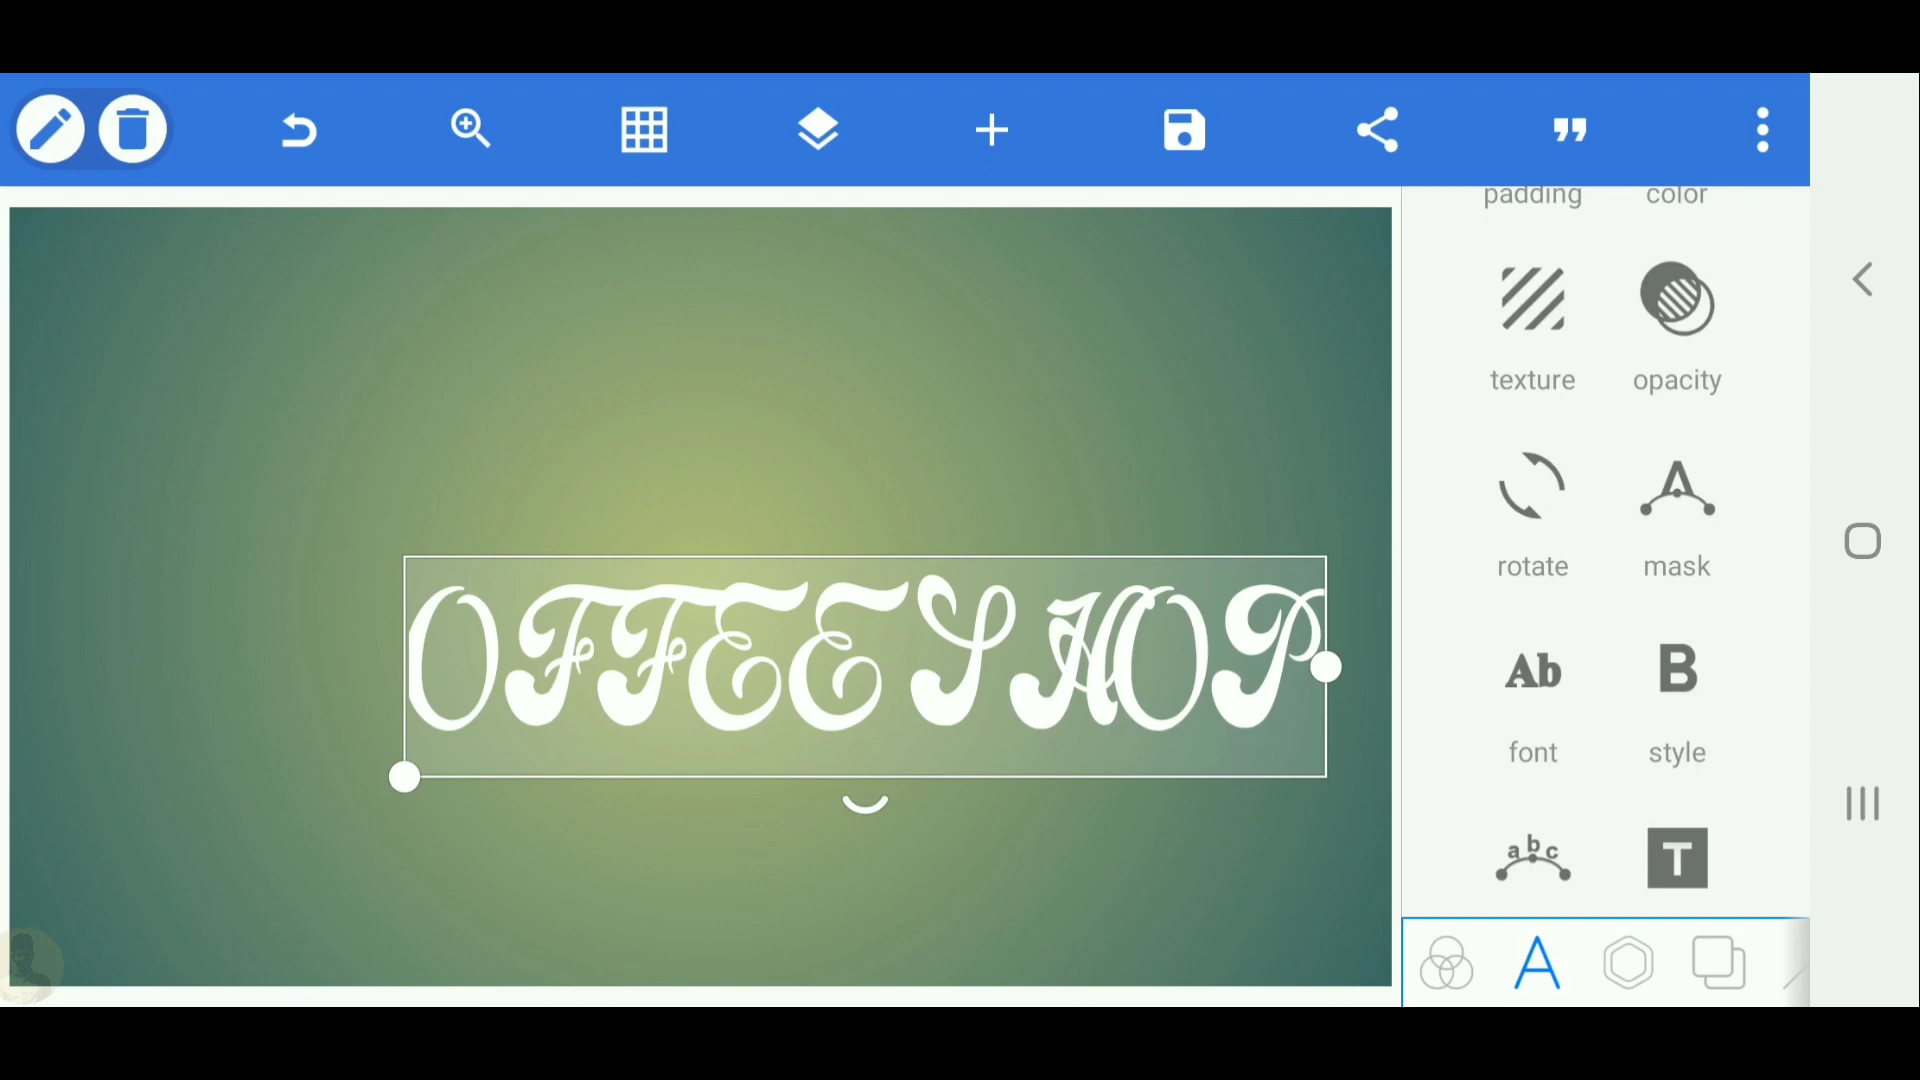 padding color
texture opacity
OFFEESHOP
rotate mask
Ab B
font style
abc T
A